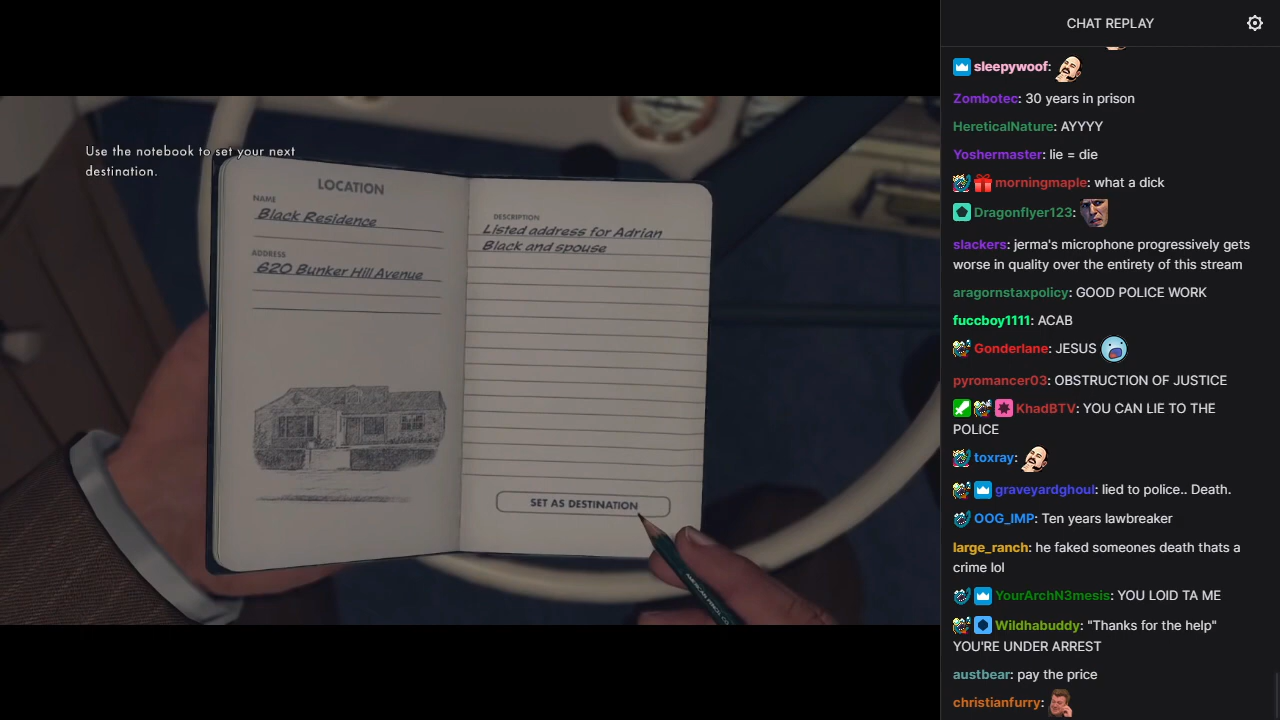 Use the notebook to set your next
destination.
LOCATION
NAME
Black Residence
ADDRESS
620 Bunker Hill Avenue
DESCRIPTION
Listed address for Adrian
Black and spouse
SET AS DESTINATION
AMERICAN PENCIL CO.
CHAT REPLAY
sleepywoof:
Zombotec: 30 years in prison
HereticalNature: AYYYY
Yoshermaster: lie = die
morningmaple: what a dick
Dragonflyer123:
slackers: jerma's microphone progressively gets
worse in quality over the entirety of this stream
aragornstaxpolicy: GOOD POLICE WORK
fuccboy1111: ACAB
Gonderlane: JESUS
pyromancer03: OBSTRUCTION OF JUSTICE
KhadBTV: YOU CAN LIE TO THE
POLICE
toxray:
graveyardghoul: lied to police.. Death.
OOG_IMP: Ten years lawbreaker
large_ranch: he faked someones death thats a
crime lol
YourArchN3mesis: YOU LOID TA ME
Wildhabuddy: "Thanks for the help"
YOU'RE UNDER ARREST
austbear: pay the price
christianfurry: